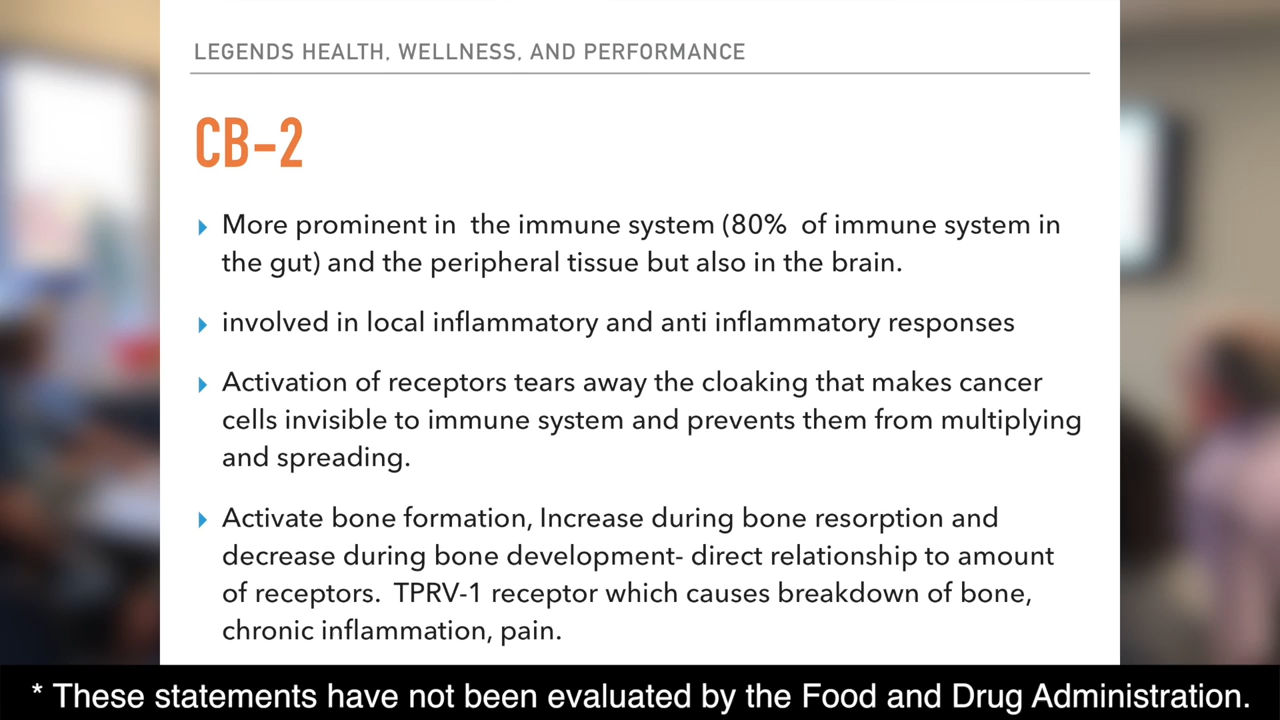 LEGENDS HEALTH, WELLNESS, AND PERFORMANCE
CB-2
More prominent in the immune system (80% of immune system in
the gut) and the peripheral tissue but also in the brain.
involved in local inflammatory and anti inflammatory responses
Activation of receptors tears away the cloaking that makes cancer
cells invisible to immune system and prevents them from multiplying
and spreading.
Activate bone formation, Increase during bone resorption and
decrease during bone development- direct relationship to amount
of receptors. TPRV-1 receptor which causes breakdown of bone,
chronic inflammation, pain.
* These statements have not been evaluated by the Food and Drug Administration.